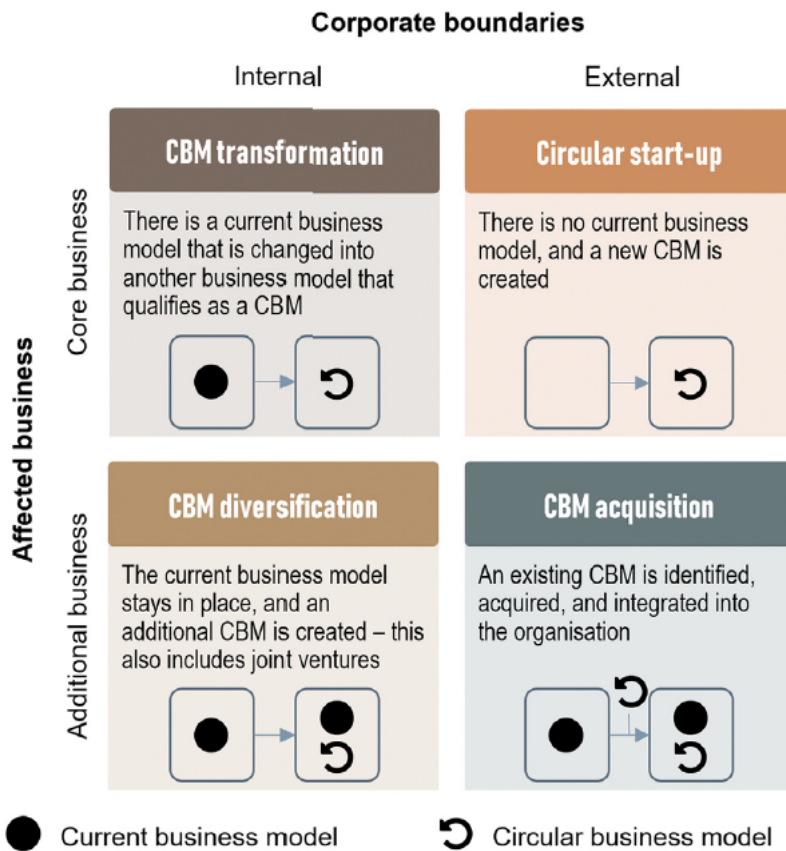 Corporate boundaries
Internal
External
Affected business
Core business
CBM transformation
There is a current business
model that is changed into
another business model that
qualifies as a CBM
Circular start-up
There is no current business
model, and a new CBM is
created
Additional business
CBM diversification
The current business model
stays in place, and an
additional CBM is created – this
also includes joint ventures
CBM acquisition
An existing CBM is identified,
acquired, and integrated into
the organisation
Current business model
Circular business model